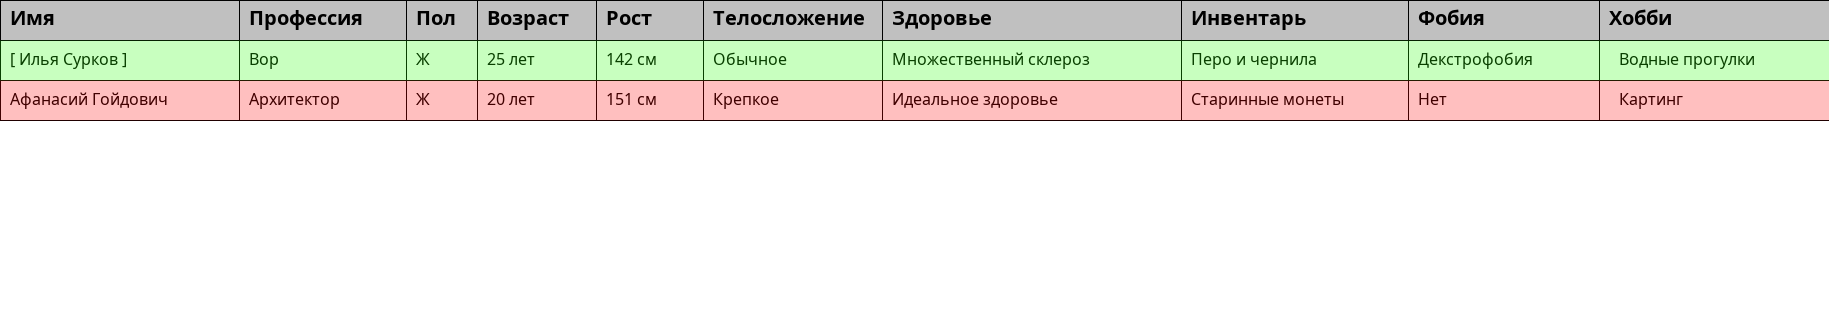 Имя Профессия Пол Возраст Рост Телосложение Здоровье Инвентарь Фобия Хобби
[ Илья Сурков ] Вор Ж 25 лет 142 см Обычное Множественный склероз Перо и чернила Декстрофобия Водные прогулки
Афанасий Гойдович Архитектор Ж 20 лет 151 см Крепкое Идеальное здоровье Старинные монеты Нет Картинг